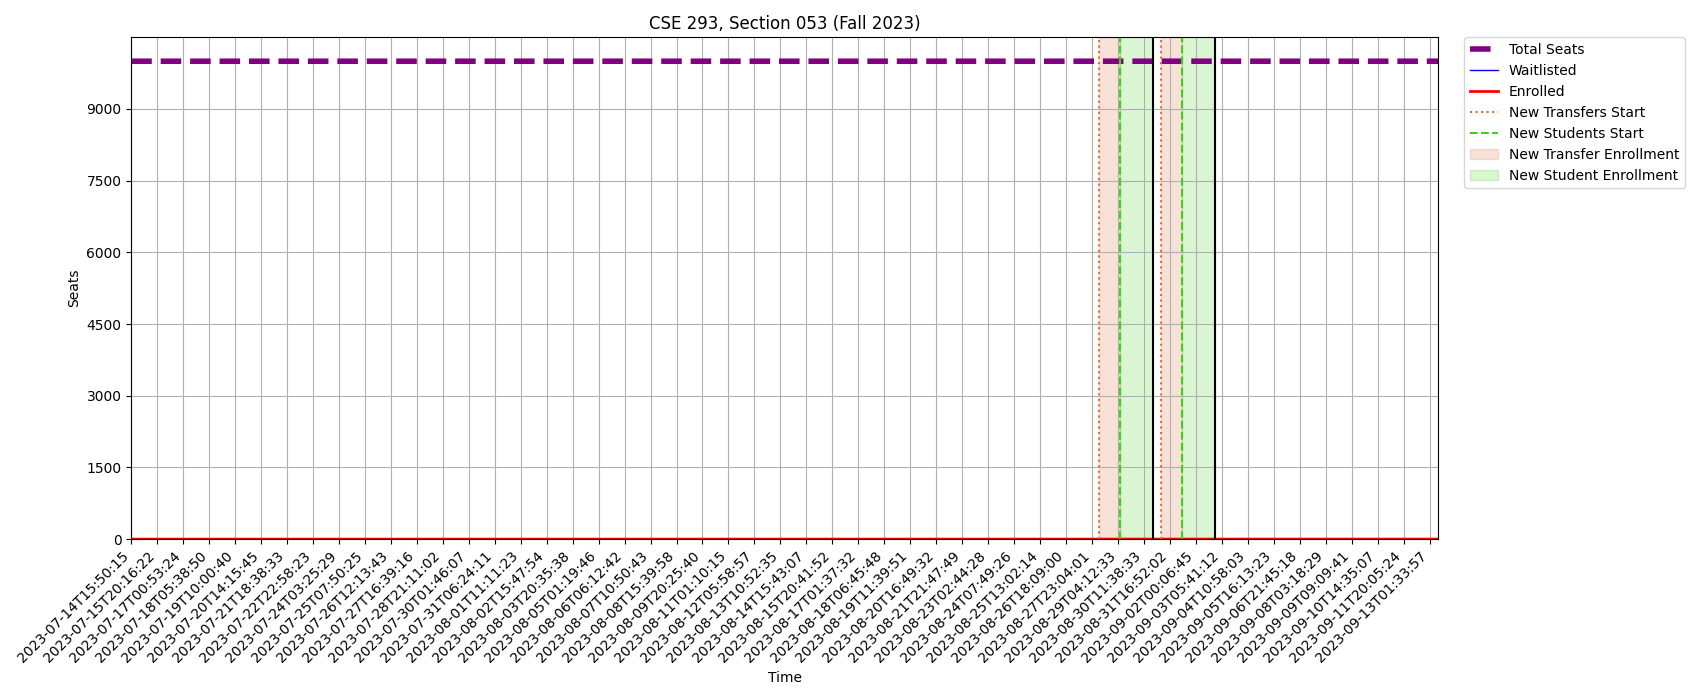 CSE 293, Section 053 (Fall 2023)
Total Seats
Waitlisted
Enrolled
New Transfers Start
New Students Start
New Transfer Enrollment
New Student Enrollment
Seats
9000
7500
6000
4500
3000
1500
0
2023-07-14T15:50:15
2023-07-15T20:16:22
2023-07-17T00:53:24
2023-07-18T05:38:50
2023-07-19T10:00:40
2023-07-20T14:15:45
2023-07-21T18:38:33
2023-07-22T22:58:23
2023-07-24T03:25:29
2023-07-25T07:50:25
2023-07-26T12:13:43
2023-07-27T16:39:16
2023-07-28T21:11:02
2023-07-30T01:46:07
2023-07-31T06:24:11
2023-08-01T11:11:23
2023-08-02T15:47:54
2023-08-03T20:35:38
2023-08-05T01:19:46
2023-08-06T06:12:42
2023-08-07T10:50:43
2023-08-08T15:39:58
2023-08-09T20:25:40
2023-08-11T01:10:15
2023-08-12T05:58:57
2023-08-13T10:52:35
2023-08-14T15:43:07
2023-08-15T20:41:52
2023-08-17T01:37:32
2023-08-18T06:45:48
2023-08-19T11:39:51
2023-08-20T16:49:32
2023-08-21T21:47:49
2023-08-23T02:44:28
2023-08-24T07:49:26
2023-08-25T13:02:14
2023-08-26T18:09:00
2023-08-27T23:04:01
2023-08-29T04:12:33
2023-08-30T11:38:33
2023-08-31T16:52:02
2023-09-02T00:06:45
2023-09-03T05:41:12
2023-09-04T10:58:03
2023-09-05T16:13:23
2023-09-06T21:45:18
2023-09-08T03:18:29
2023-09-09T09:09:41
2023-09-10T14:35:07
2023-09-11T20:05:24
2023-09-13T01:33:57
Time